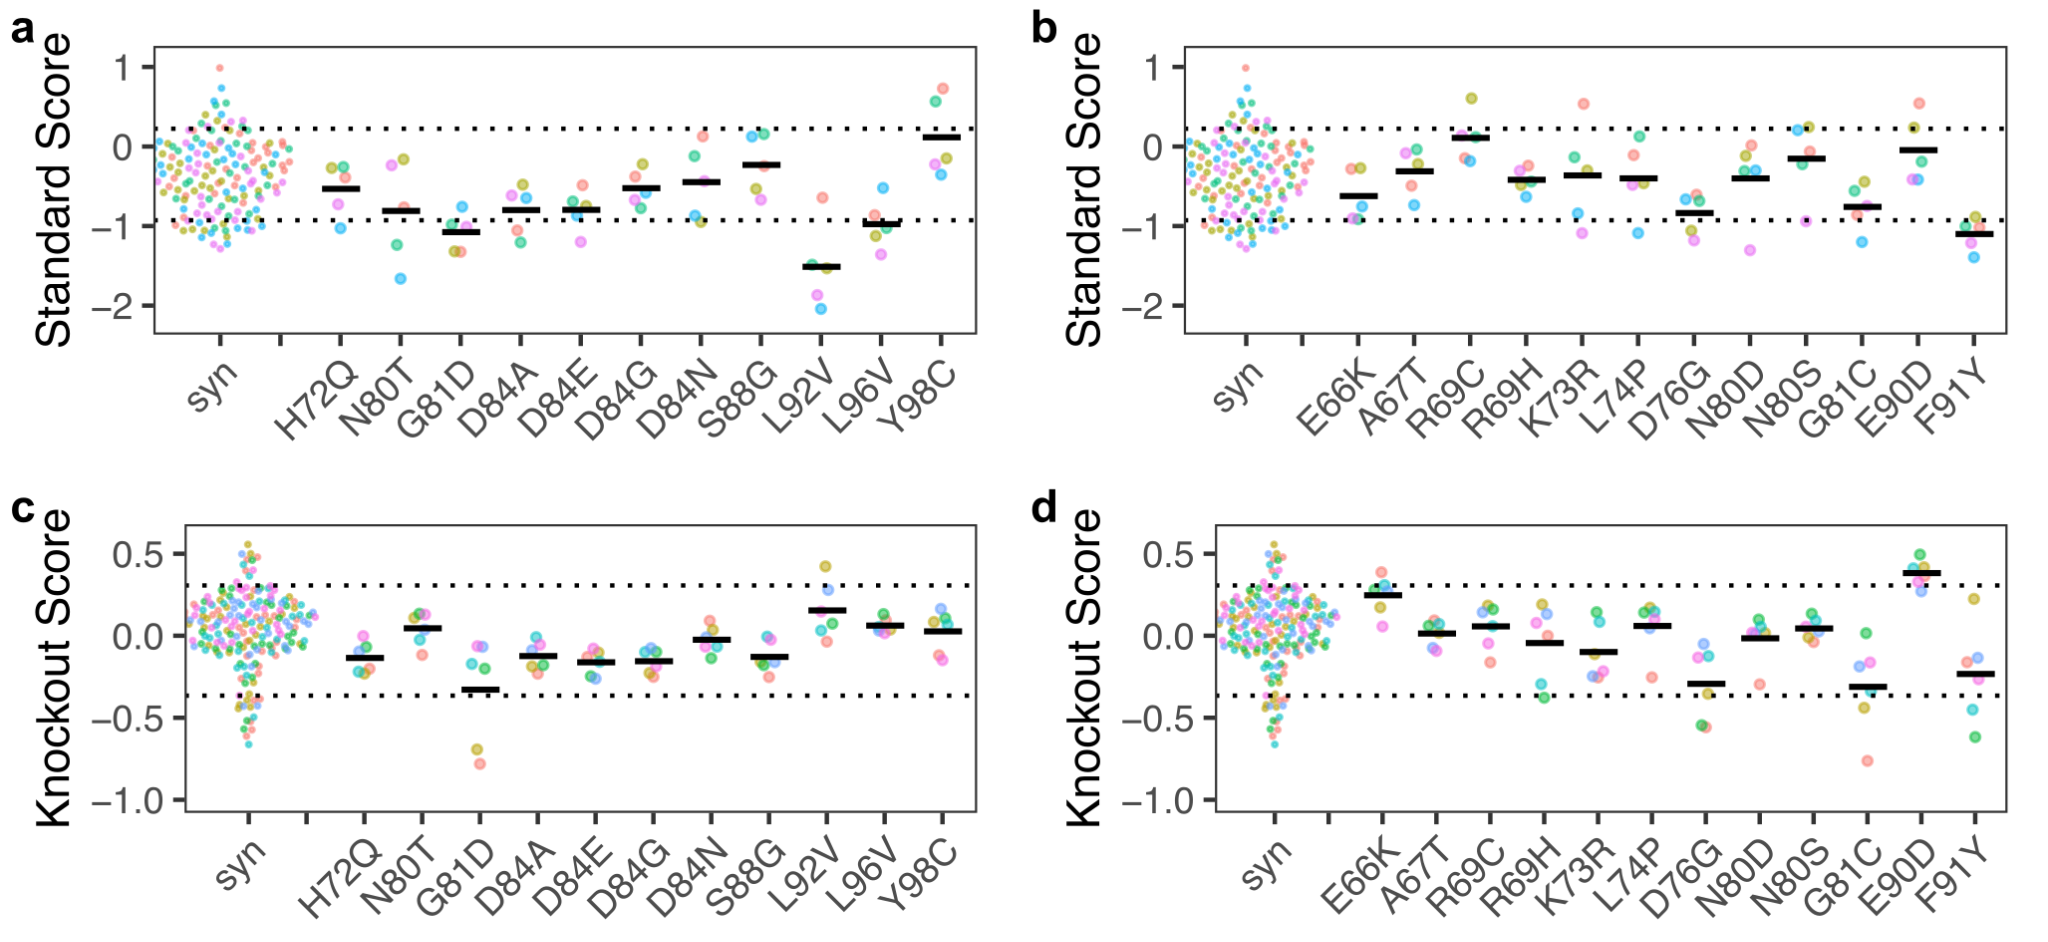 a
Standard Score
1
0
−1
−2
syn
H72Q
N80T
G81D
D84A
D84E
D84G
D84N
S88G
L92V
L96V
Y98C
b
Standard Score
1
0
−1
−2
syn
E66K
A67T
R69C
R69H
K73R
L74P
D76G
N80D
N80S
G81C
E90D
F91Y
c
Knockout Score
0.5
0.0
−0.5
−1.0
syn
H72Q
N80T
G81D
D84A
D84E
D84G
D84N
S88G
L92V
L96V
Y98C
d
Knockout Score
0.5
0.0
−0.5
−1.0
syn
E66K
A67T
R69C
R69H
K73R
L74P
D76G
N80D
N80S
G81C
E90D
F91Y